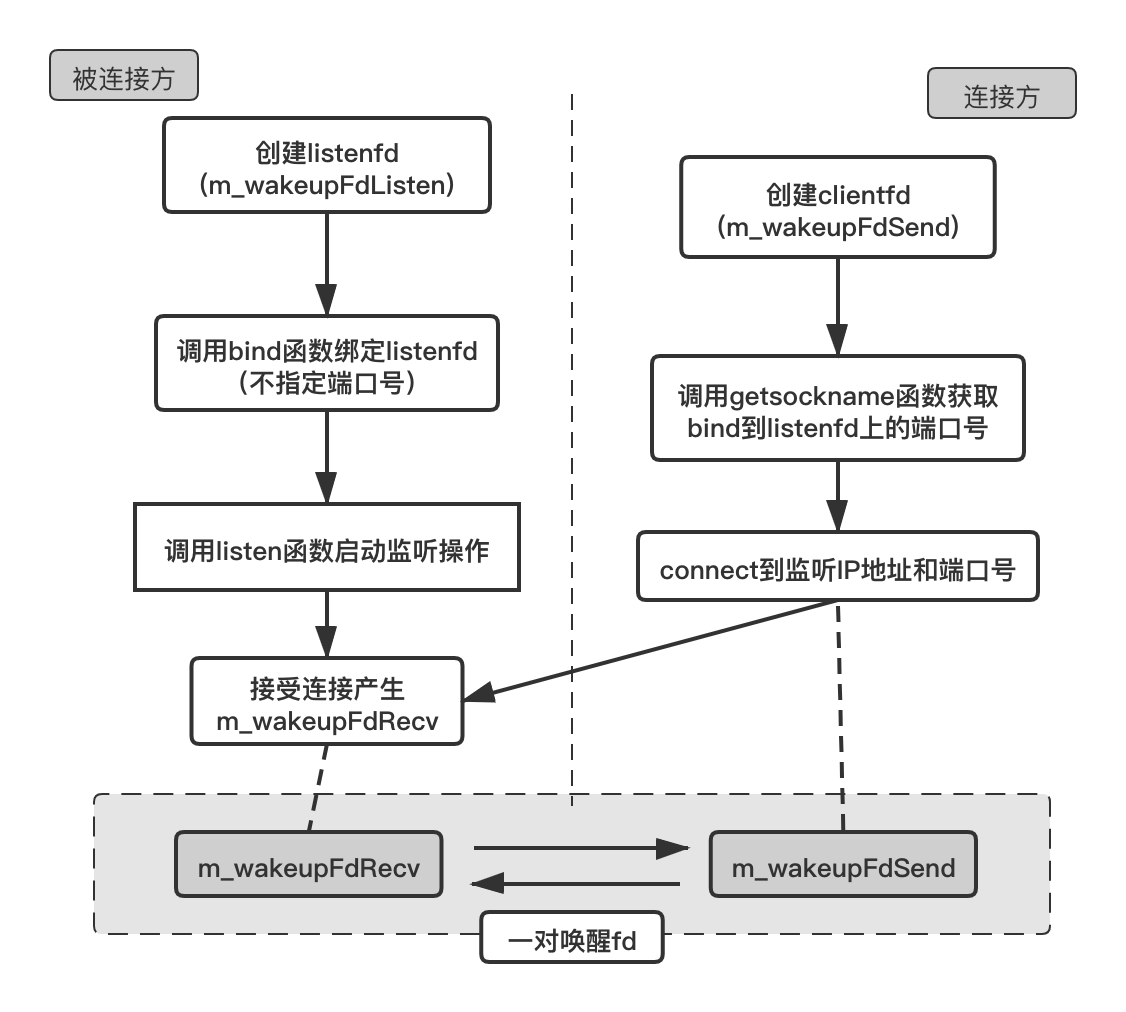 被连接方
连接方
创建listenfd
(m_wakeupFdListen)
调用bind函数绑定listenfd
（不指定端口号）
调用listen函数启动监听操作
接受连接产生
m_wakeupFdRecv
创建clientfd
(m_wakeupFdSend)
调用getsockname函数获取
bind到listenfd上的端口号
connect到监听IP地址和端口号
m_wakeupFdRecv
m_wakeupFdSend
一对唤醒fd